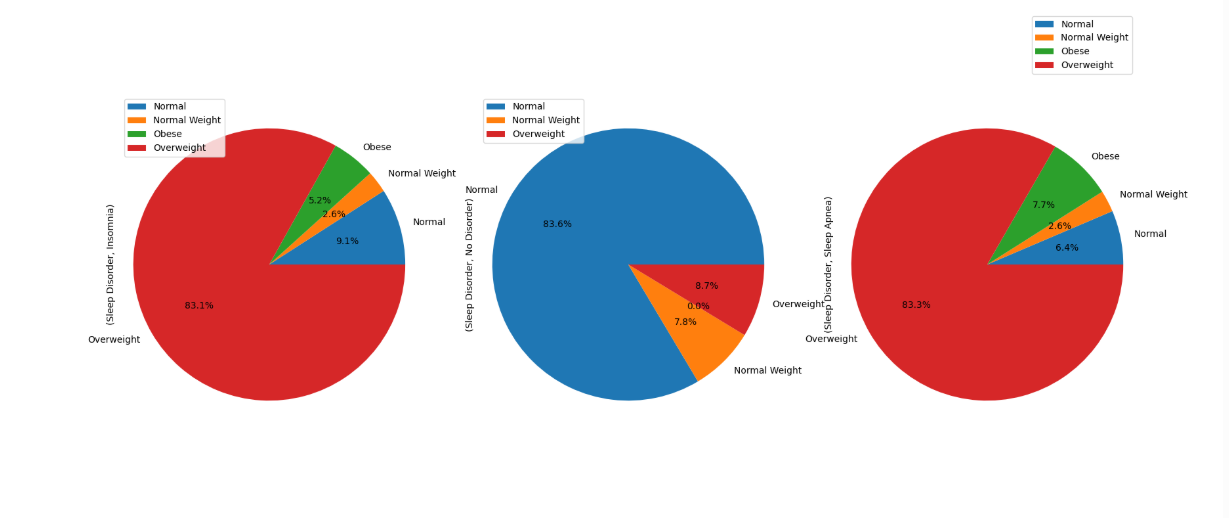 Normal
Normal Weight
Obese
Overweight
Obese
Normal Weight
Normal
5.2%
2.6%
9.1%
83.1%
Overweight
(Sleep Disorder, Insomnia)
Normal
Normal Weight
Overweight
Normal
83.6%
8.7%
0.0%
7.8%
Overweight
Normal Weight
(Sleep Disorder, No Disorder)
Normal
Normal Weight
Obese
Overweight
Obese
Normal Weight
Normal
7.7%
2.6%
6.4%
83.3%
Overweight
(Sleep Disorder, Sleep Apnea)